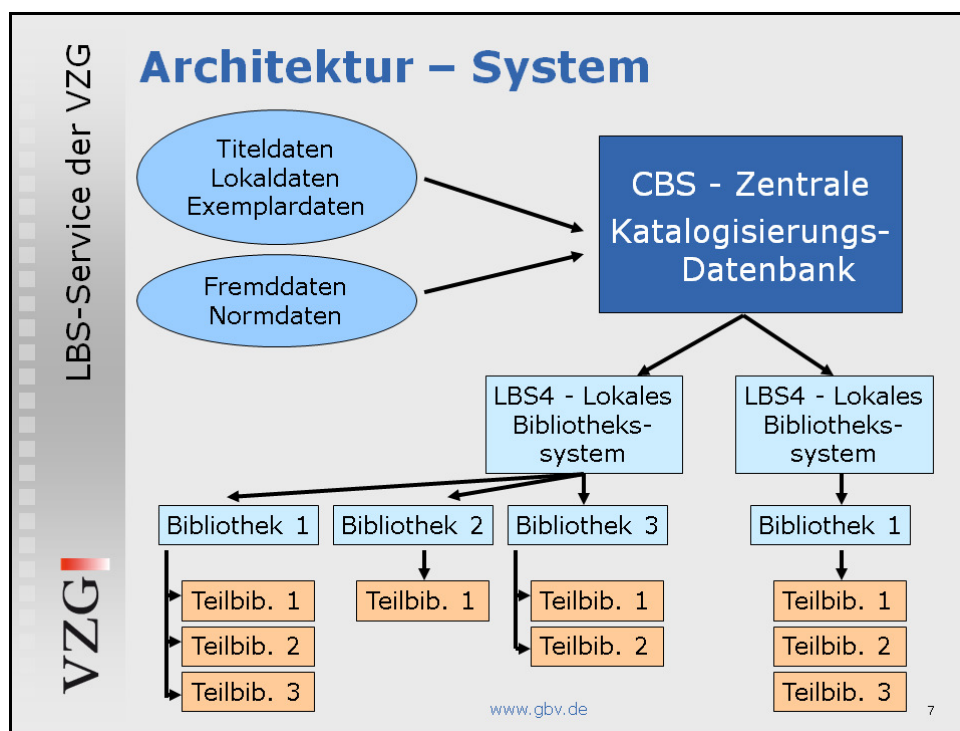 LBS-Service der VZG
Architektur – System
Titeldaten
Lokaldaten
Exemplardaten
Fremddaten
Normdaten
CBS - Zentrale
Katalogisierungs-
Datenbank
LBS4 - Lokales
Bibliotheks-
system
LBS4 - Lokales
Bibliotheks-
system
Bibliothek 1
Bibliothek 2
Bibliothek 3
Bibliothek 1
Teilbib. 1
Teilbib. 2
Teilbib. 3
Teilbib. 1
Teilbib. 1
Teilbib. 2
Teilbib. 1
Teilbib. 2
Teilbib. 3
VZG
www.gbv.de
7